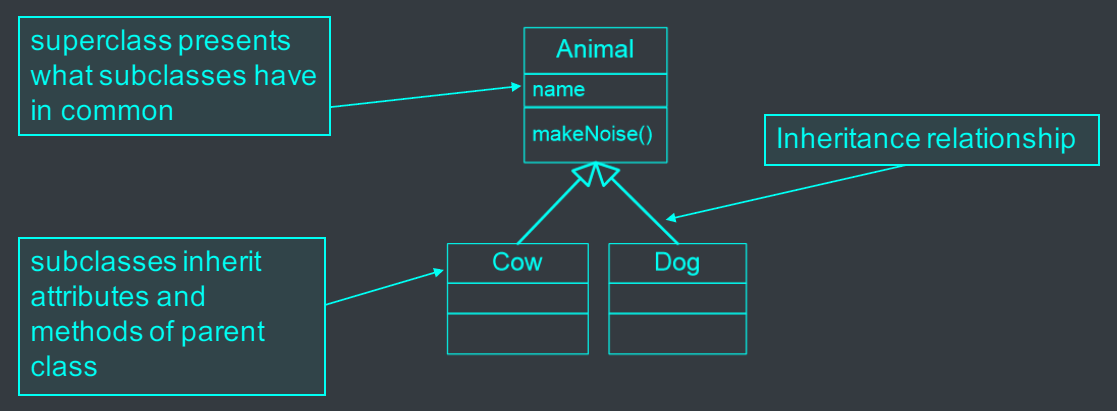 superclass presents
what subclasses have
in common
Animal
name
makeNoise()
Inheritance relationship
subclasses inherit
attributes and
methods of parent
class
Cow
Dog